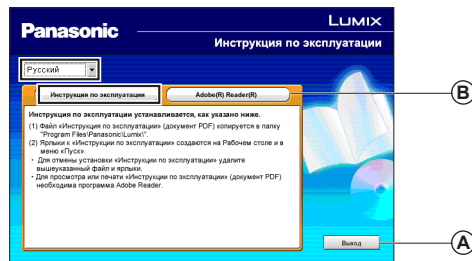 Panasonic
LUMIX
Инструкция по эксплуатации
Русский
Инструкция по эксплуатации
Adobe(R) Reader(R)
B
Инструкция по эксплуатации устанавливается, как указано ниже.
(1) Файл «Инструкция по эксплуатации» (документ PDF) копируется в папку
"Program Files\Panasonic\Lumix\".
(2) Ярлыки к «Инструкции по эксплуатации» создаются на Рабочем столе и в
меню «Пуск».
· Для отмены установки «Инструкции по эксплуатации» удалите
вышеуказанный файл и ярлыки.
· Для просмотра или печати «Инструкции по эксплуатации» (документ PDF)
необходима программа Adobe Reader.
Выход
A